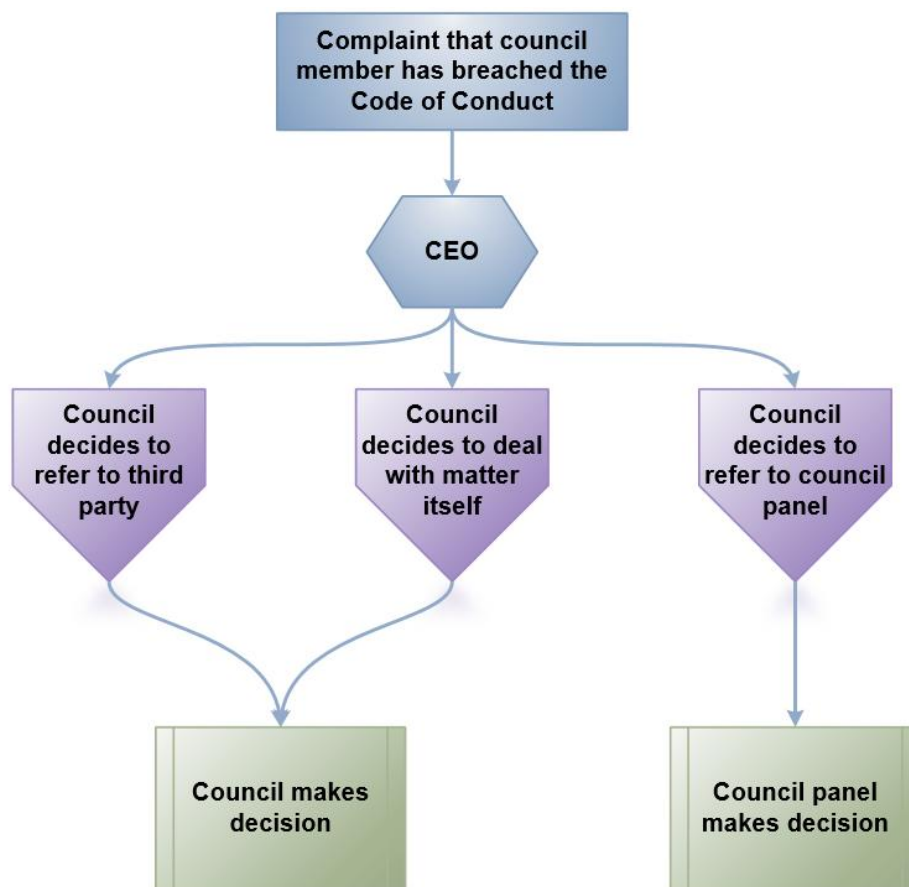 Complaint that council
member has breached the
Code of Conduct
CEO
Council
decides to
refer to third
party
Council
decides to deal
with matter
itself
Council
decides to
refer to council
panel
Council makes
decision
Council panel
makes decision